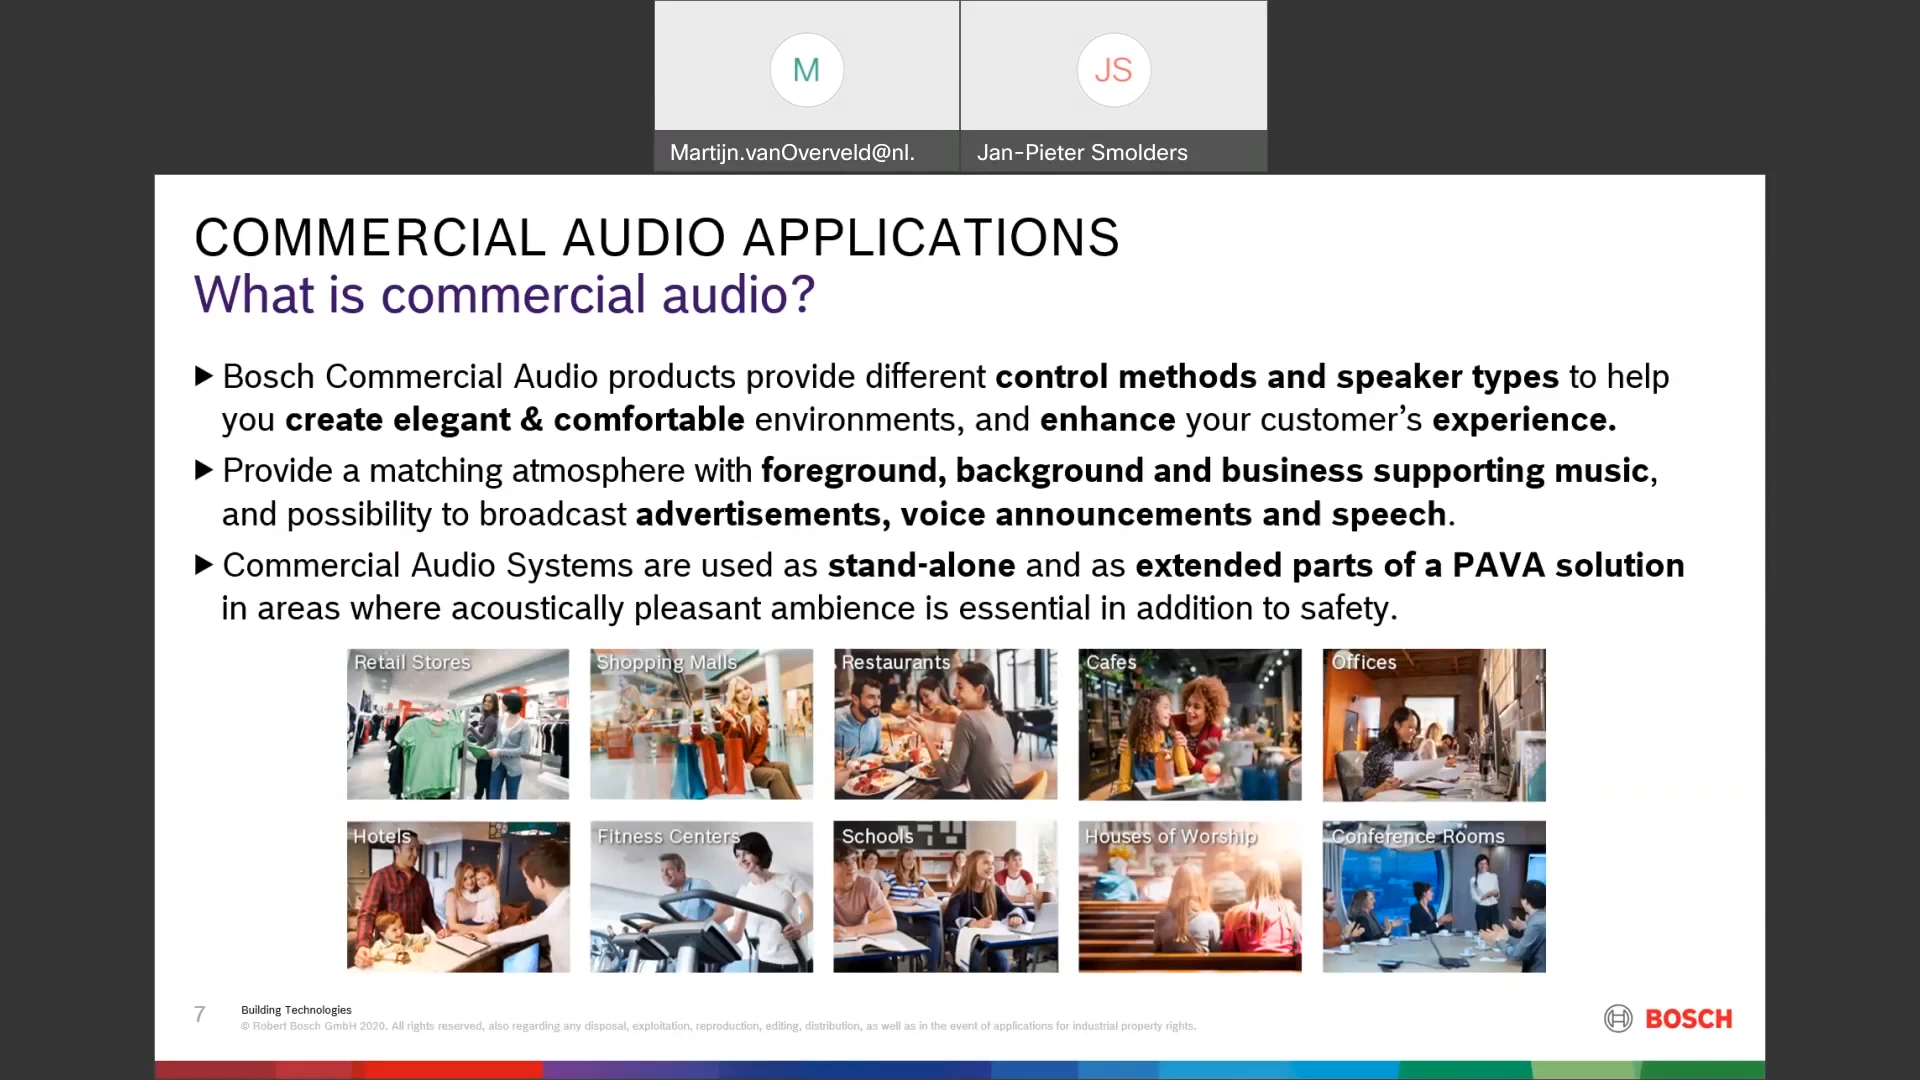 M
JS
Martijn.vanOverveld@nl.
Jan-Pieter Smolders
COMMERCIAL AUDIO APPLICATIONS
What is commercial audio?
▶ Bosch Commercial Audio products provide different control methods and speaker types to help
you create elegant & comfortable environments, and enhance your customer’s experience.
▶ Provide a matching atmosphere with foreground, background and business supporting music,
and possibility to broadcast advertisements, voice announcements and speech.
▶ Commercial Audio Systems are used as stand-alone and as extended parts of a PAVA solution
in areas where acoustically pleasant ambience is essential in addition to safety.
Retail Stores
Shopping Malls
Restaurants
Cafes
Offices
Hotels
Fitness Centers
Schools
Houses of Worship
Conference Rooms
7
Building Technologies
© Robert Bosch GmbH 2020. All rights reserved, also regarding any disposal, exploitation, reproduction, editing, distribution, as well as in the event of applications for industrial property rights.
BOSCH